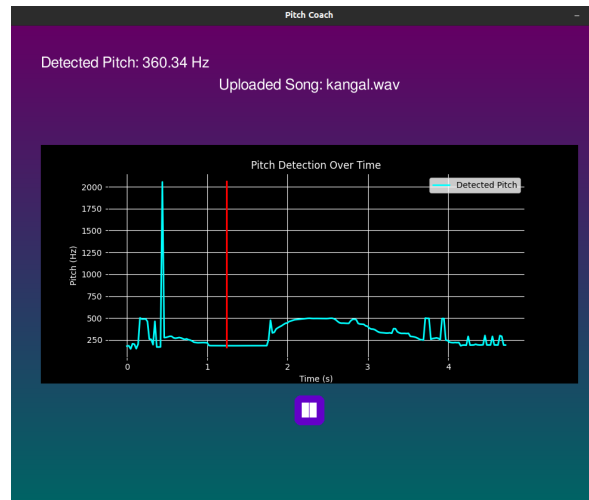 Pitch Coach
Detected Pitch: 360.34 Hz
Uploaded Song: kangal.wav
Pitch Detection Over Time
Detected Pitch
2000
1750
1500
1250
1000
750
500
250
Pitch (Hz)
0 1 2 3 4
Time (s)